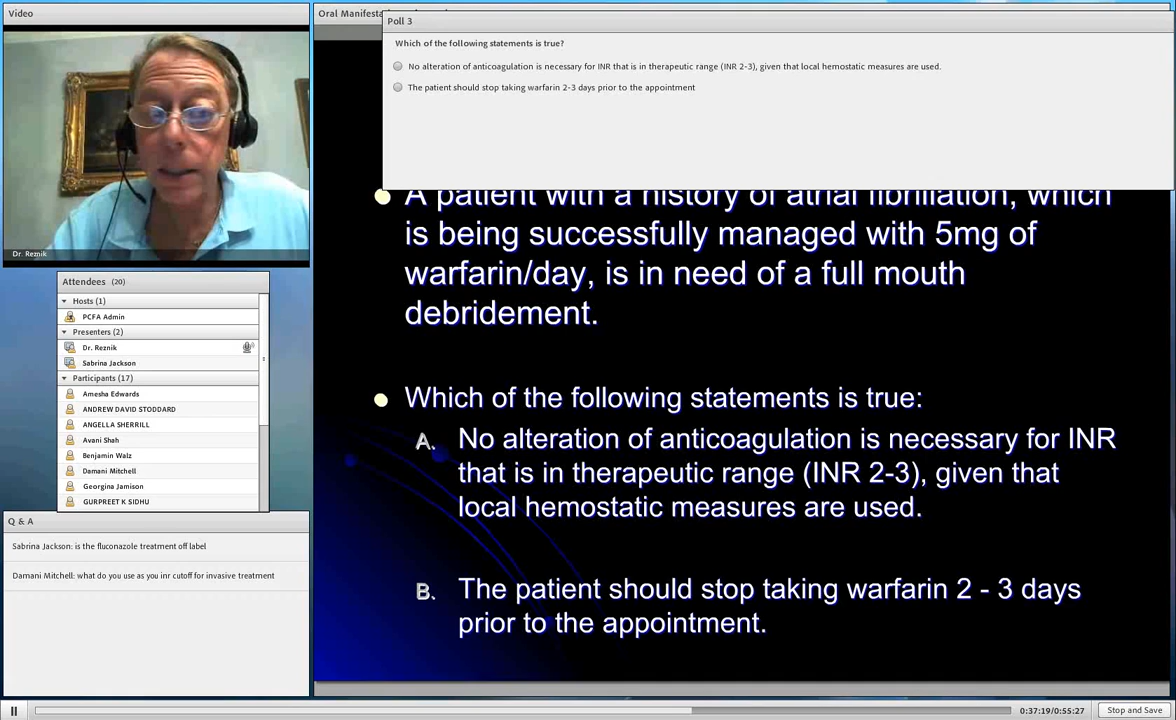 Video
Dr. Reznik
Attendees (20)
Hosts (1)
PCFA Admin
Presenters (2)
Dr. Reznik
Sabrina Jackson
Participants (17)
Amesha Edwards
ANDREW DAVID STODDARD
ANGELLA SHERRILL
Avani Shah
Benjamin Walz
Damani Mitchell
Georgina Jamison
GURPREET K SIDHU
Q & A
Sabrina Jackson: is the fluconazole treatment off label
Damani Mitchell: what do you use as you inr cutoff for invasive treatment
Oral
Poll 3
Which of the following statements is true?
No alteration of anticoagulation is necessary for INR that is in therapeutic range (INR 2-3), given that local hemostatic measures are used.
The patient should stop taking warfarin 2-3 days prior to the appointment
A patient with a history of atrial fibrillation, which
is being successfully managed with 5mg of
warfarin/day, is in need of a full mouth
debridement.
Which of the following statements is true:
A. No alteration of anticoagulation is necessary for INR
that is in therapeutic range (INR 2-3), given that
local hemostatic measures are used.
B. The patient should stop taking warfarin 2 - 3 days
prior to the appointment.
0:37:19/0:55:27
Stop and Save